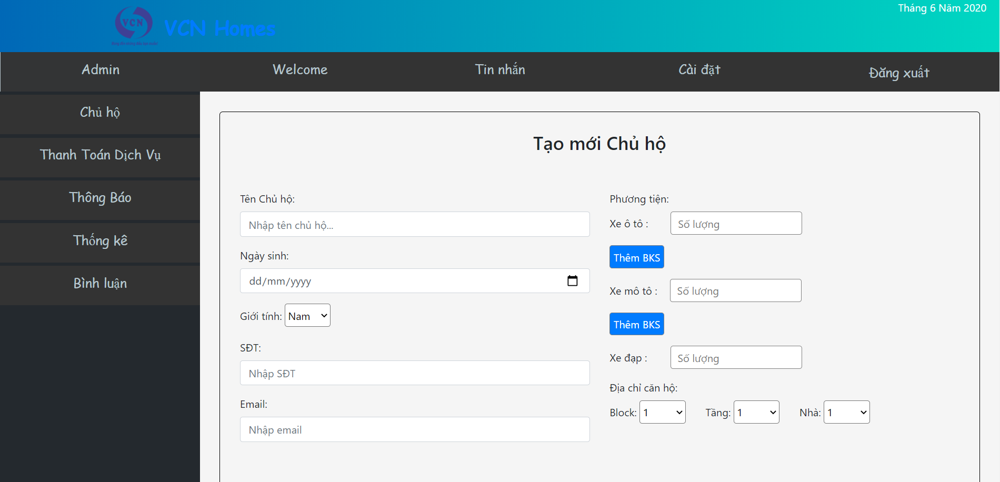 Tháng 6 Năm 2020
VCN
VCN Homes
Admin
Welcome
Tin nhắn
Cài đặt
Đăng xuất
Chủ hộ
Thanh Toán Dịch Vụ
Thông Báo
Thống kê
Bình luận
Tạo mới Chủ hộ
Tên Chủ hộ:
Nhập tên chủ hộ...
Ngày sinh:
dd/mm/yyyy
Giới tính: Nam
SĐT:
Nhập SĐT
Email:
Nhập email
Phương tiện:
Xe ô tô : Số lượng
Thêm BKS
Xe mô tô : Số lượng
Thêm BKS
Xe đạp : Số lượng
Địa chỉ căn hộ:
Block: 1 Tầng: 1 Nhà: 1